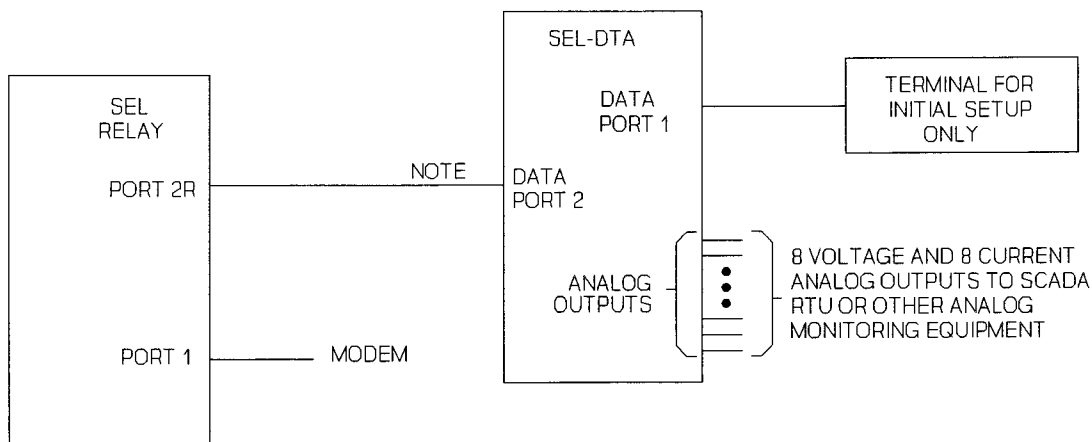 SEL-DTA
SEL
RELAY
DATA
PORT 1
TERMINAL FOR
INITIAL SETUP
ONLY
PORT 2R
NOTE
DATA
PORT 2
ANALOG
OUTPUTS
8 VOLTAGE AND 8 CURRENT
ANALOG OUTPUTS TO SCADA
RTU OR OTHER ANALOG
MONITORING EQUIPMENT
PORT 1
MODEM